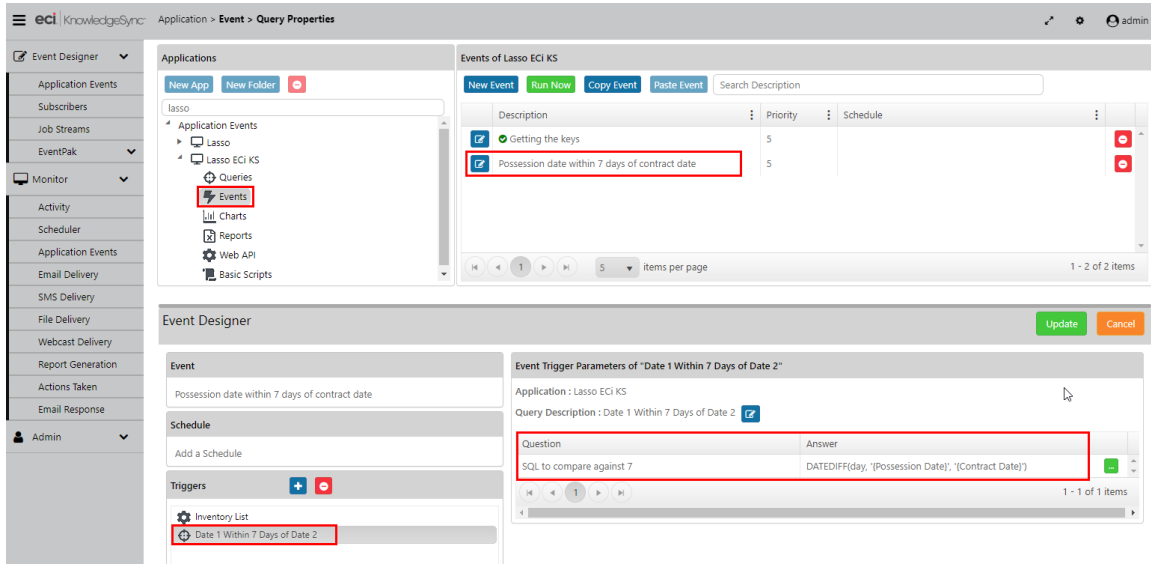 eci KnowledgeSync Application > Event > Query Properties admin
Event Designer
Application Events
Subscribers
Job Streams
EventPak
Monitor
Activity
Scheduler
Application Events
Email Delivery
SMS Delivery
File Delivery
Webcast Delivery
Report Generation
Actions Taken
Email Response
Admin
Applications
New App New Folder
lasso
Application Events
Lasso
Lasso ECi KS
Queries
Events
Charts
Reports
Web API
Basic Scripts
Events of Lasso ECi KS
New Event Run Now Copy Event Paste Event Search Description
Description Priority Schedule
Getting the keys 5
Possession date within 7 days of contract date 5
1 5 items per page 1 - 2 of 2 items
Event Designer Update Cancel
Event
Possession date within 7 days of contract date
Schedule
Add a Schedule
Triggers
Inventory List
Date 1 Within 7 Days of Date 2
Event Trigger Parameters of "Date 1 Within 7 Days of Date 2"
Application : Lasso ECi KS
Query Description : Date 1 Within 7 Days of Date 2
Question Answer
SQL to compare against 7 DATEDIFF(day, '{Possession Date}', '{Contract Date}') ...
1 1 - 1 of 1 items